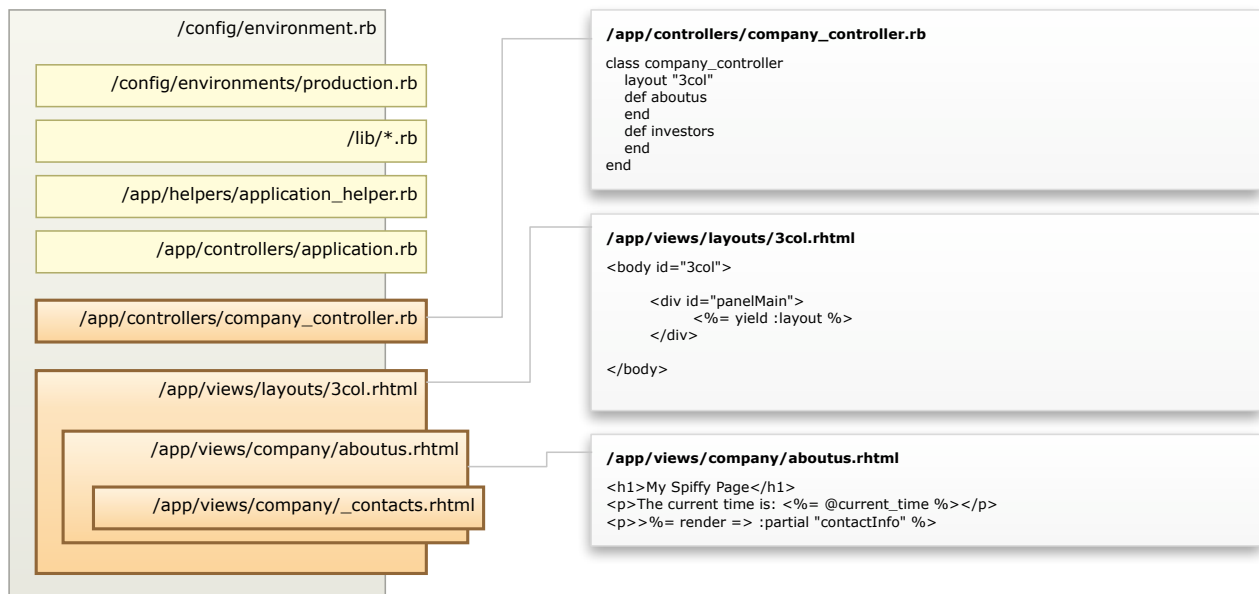 /config/environment.rb
/config/environments/production.rb
/lib/*.rb
/app/helpers/application_helper.rb
/app/controllers/application.rb
/app/controllers/company_controller.rb
/app/views/layouts/3col.rhtml
/app/views/company/aboutus.rhtml
/app/views/company/_contacts.rhtml
/app/controllers/company_controller.rb
class company_controller
layout "3col"
def aboutus
end
def investors
end
end
/app/views/layouts/3col.rhtml
<body id="3col">
<div id="panelMain">
<%= yield :layout %>
</div>
</body>
/app/views/company/aboutus.rhtml
<h1>My Spiffy Page</h1>
<p>The current time is: <%= @current_time %></p>
<p>>%= render => :partial "contactInfo" %>